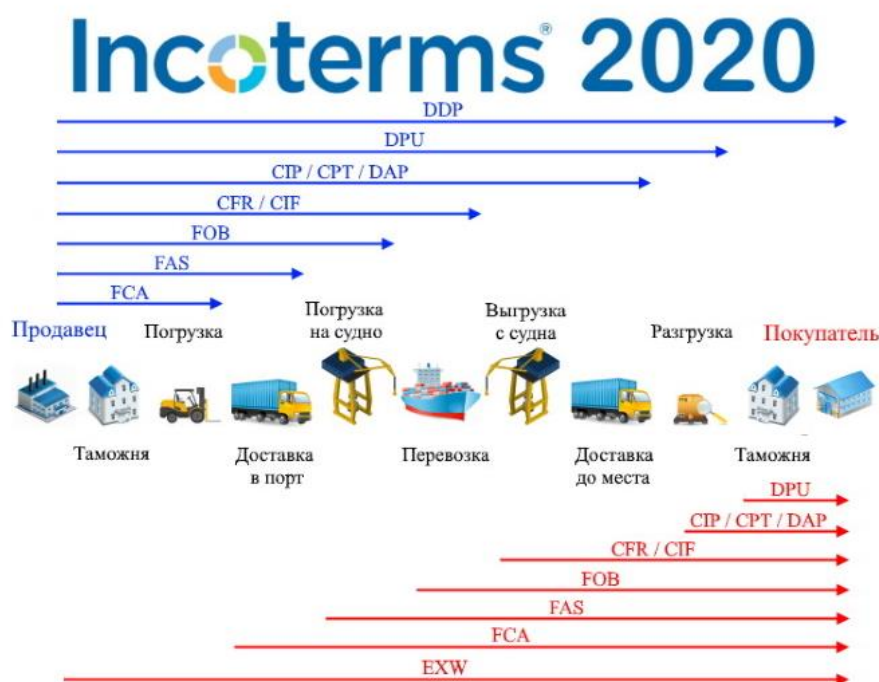 Incoterms® 2020
DDP
DPU
CIP / CPT / DAP
CFR / CIF
FOB
FAS
FCA
Продавец
Погрузка
Погрузка
на судно
Выгрузка
с судна
Разгрузка
Покупатель
Таможня
Доставка
в порт
Перевозка
Доставка
до места
Таможня
DPU
CIP / CPT / DAP
CFR / CIF
FOB
FAS
FCA
EXW